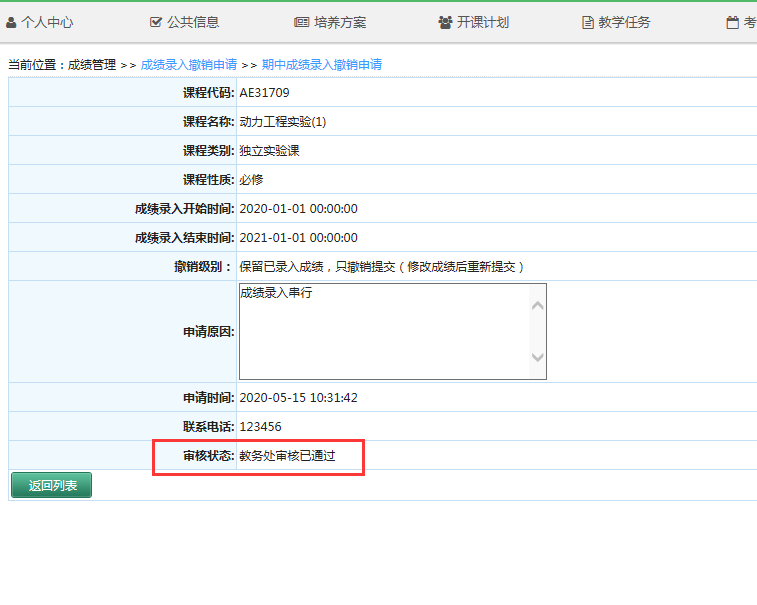 个人中心 公共信息 培养方案 开课计划 教学任务 考
当前位置：成绩管理 >> 成绩录入撤销申请 >> 期中成绩录入撤销申请
课程代码: AE31709
课程名称: 动力工程实验(1)
课程类别: 独立实验课
课程性质: 必修
成绩录入开始时间: 2020-01-01 00:00:00
成绩录入结束时间: 2021-01-01 00:00:00
撤销级别： 保留已录入成绩，只撤销提交（修改成绩后重新提交）
申请原因: 成绩录入串行
申请时间: 2020-05-15 10:31:42
联系电话: 123456
审核状态: 教务处审核已通过
返回列表